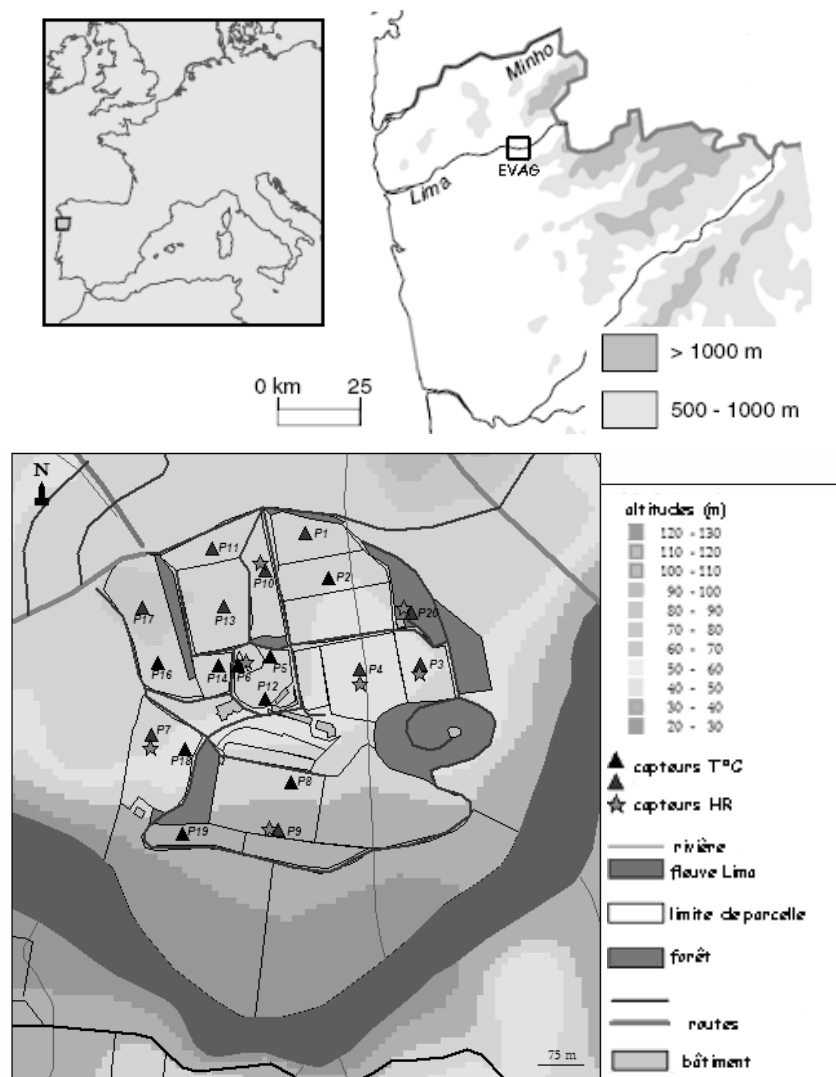 Minho
EVAG
Lima
0 km 25
> 1000 m
500 - 1000 m
N
P1
P11
P10
P2
P17
P13
P20
P16
P14
P6
P5
P4
P3
P12
P7
P18
P8
P19
P9
75 m
altitudes (m)
120 - 130
110 - 120
100 - 110
90 - 100
80 - 90
70 - 80
60 - 70
50 - 60
40 - 50
30 - 40
20 - 30
capteurs T°C
capteurs HR
rivière
fleuve Lima
limite de parcelle
forêt
routes
bâtiment